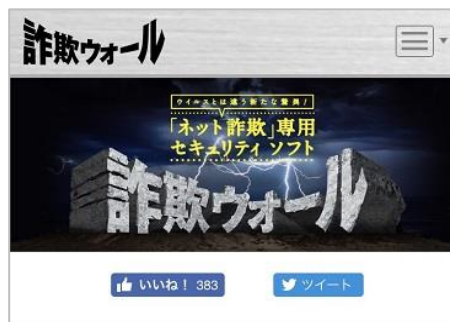 詐欺ウォール
ウイルスとは違う新たな驚異！
「ネット詐欺」専用
セキュリティ ソフト
詐欺ウォール
いいね！ 383
ツイート